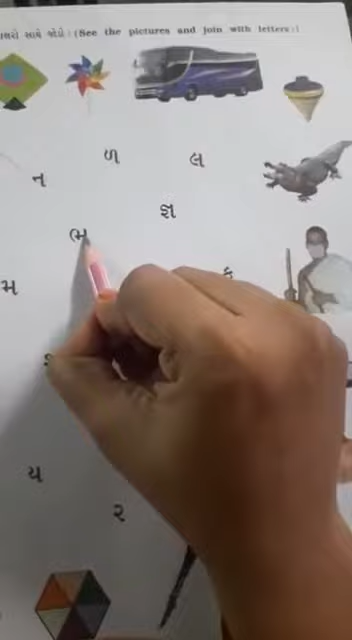 સાથે જોડો : (See the pictures and join with letters :)
ળ
લ
ન
જ્ઞ
ભ
મ
ય
ર